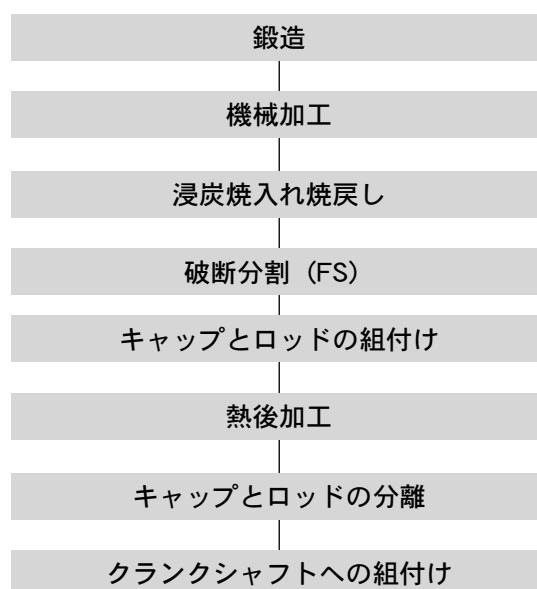 鍛造
機械加工
浸炭焼入れ焼戻し
破断分割（FS）
キャップとロッドの組付け
熱後加工
キャップとロッドの分離
クランクシャフトへの組付け